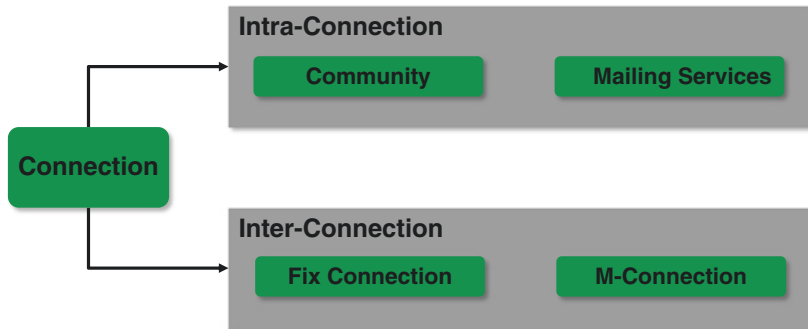 Intra-Connection
Community
Mailing Services
Connection
Inter-Connection
Fix Connection
M-Connection